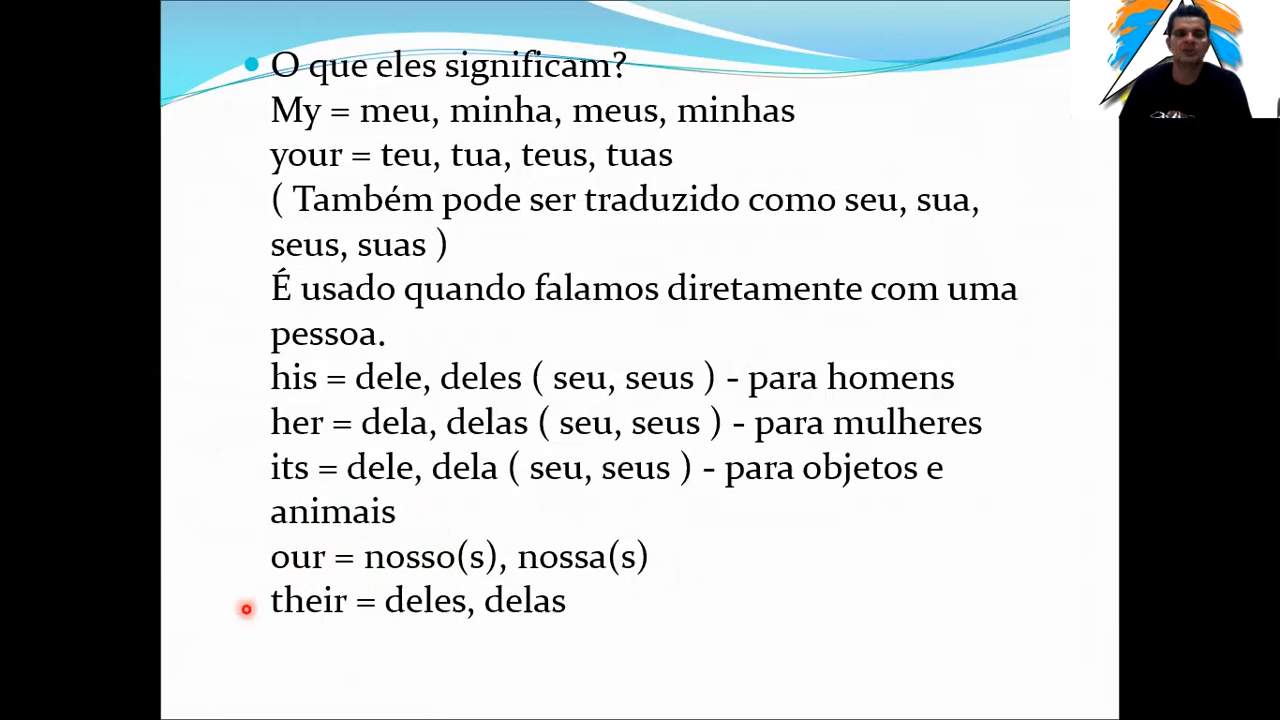 O que eles significam?
My = meu, minha, meus, minhas
your = teu, tua, teus, tuas
( Também pode ser traduzido como seu, sua,
seus, suas )
É usado quando falamos diretamente com uma
pessoa.
his = dele, deles ( seu, seus ) - para homens
her = dela, delas ( seu, seus ) - para mulheres
its = dele, dela ( seu, seus ) - para objetos e
animais
our = nosso(s), nossa(s)
their = deles, delas